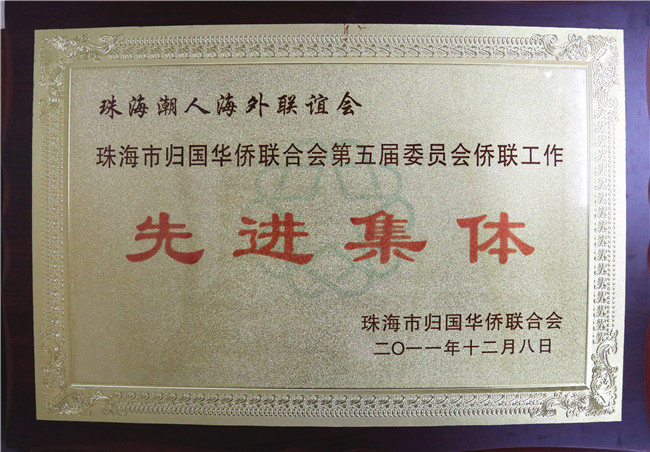 珠海潮人海外联谊会
珠海市归国华侨联合会第五届委员会侨联工作
先进集体
珠海市归国华侨联合会
二〇一一年十二月八日